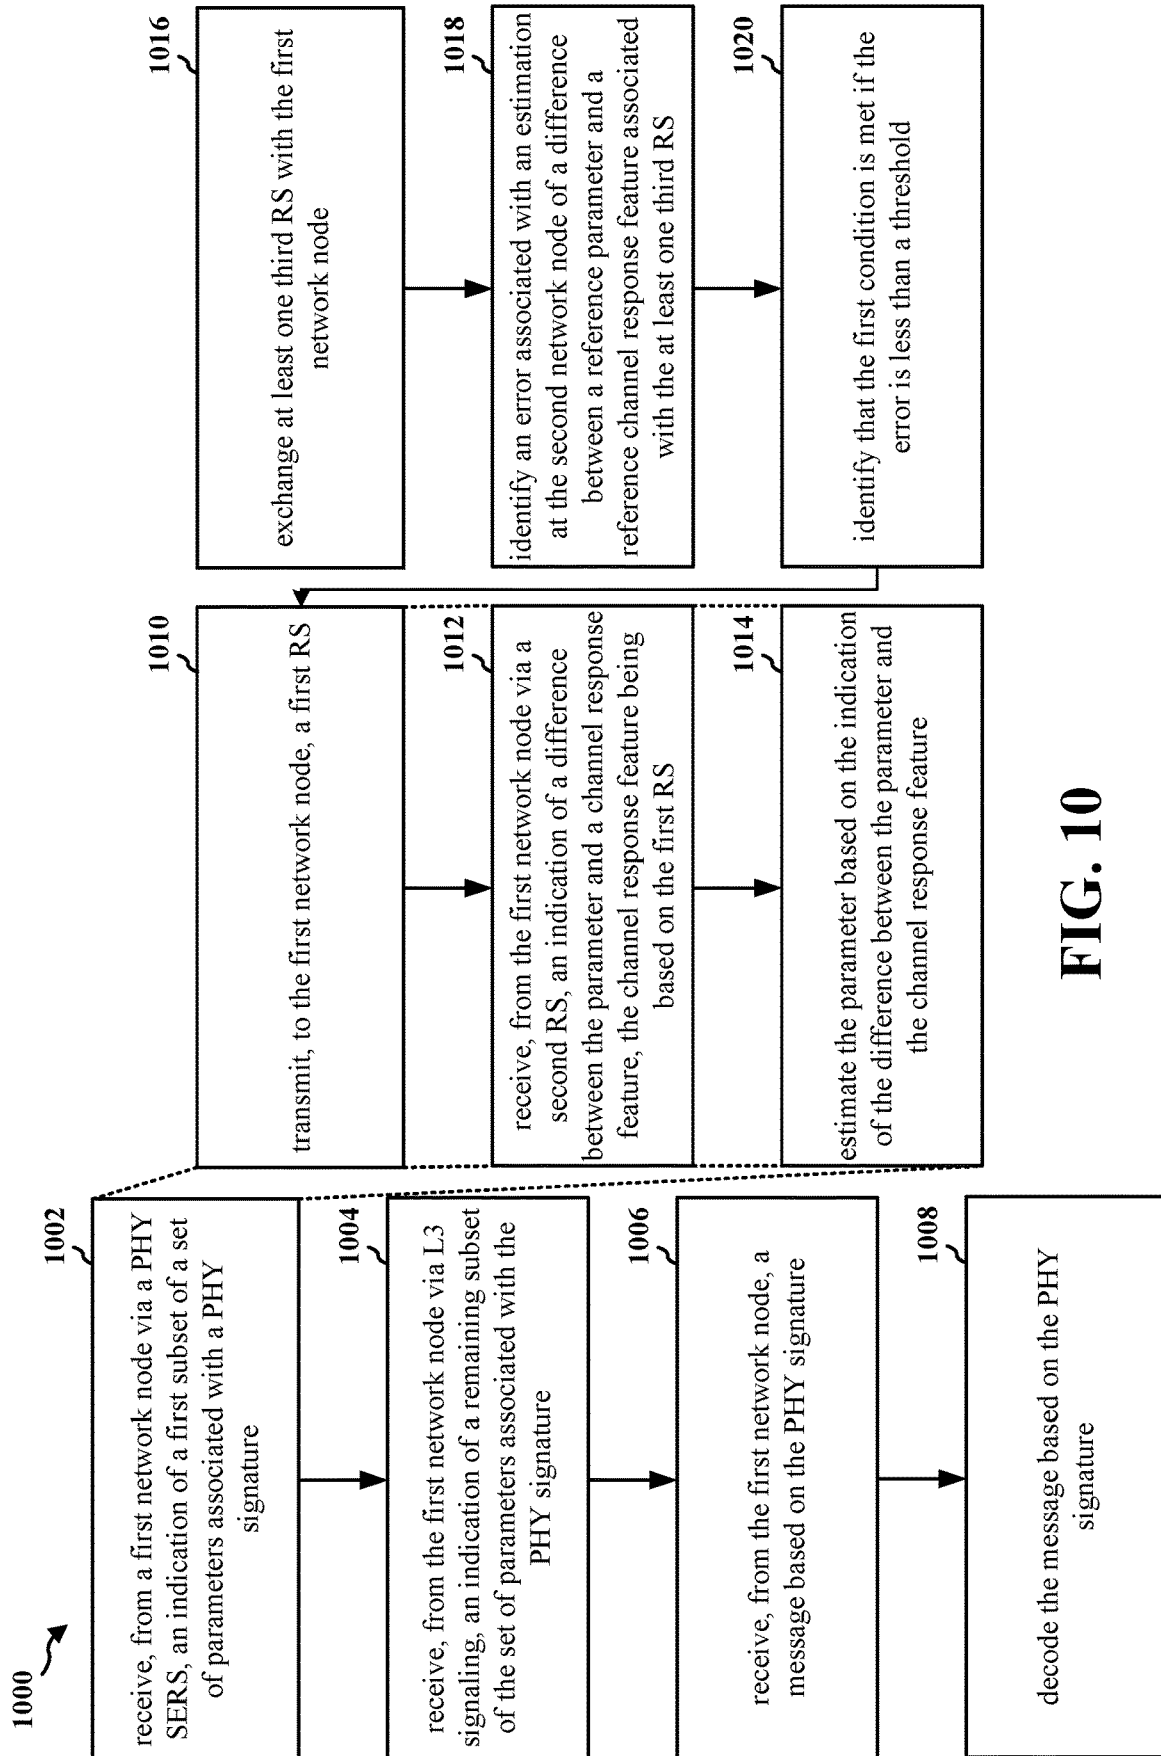 1000
1002
receive, from a first network node via a PHY
SERS, an indication of a first subset of a set
of parameters associated with a PHY
signature
1004
receive, from the first network node via L3
signaling, an indication of a remaining subset
of the set of parameters associated with the
PHY signature
1006
receive, from the first network node, a
message based on the PHY signature
1008
decode the message based on the PHY
signature
1010
transmit, to the first network node, a first RS
1012
receive, from the first network node via a
second RS, an indication of a difference
between the parameter and a channel response
feature, the channel response feature being
based on the first RS
1014
estimate the parameter based on the indication
of the difference between the parameter and
the channel response feature
1016
exchange at least one third RS with the first
network node
1018
identify an error associated with an estimation
at the second network node of a difference
between a reference parameter and a
reference channel response feature associated
with the at least one third RS
1020
identify that the first condition is met if the
error is less than a threshold
FIG. 10